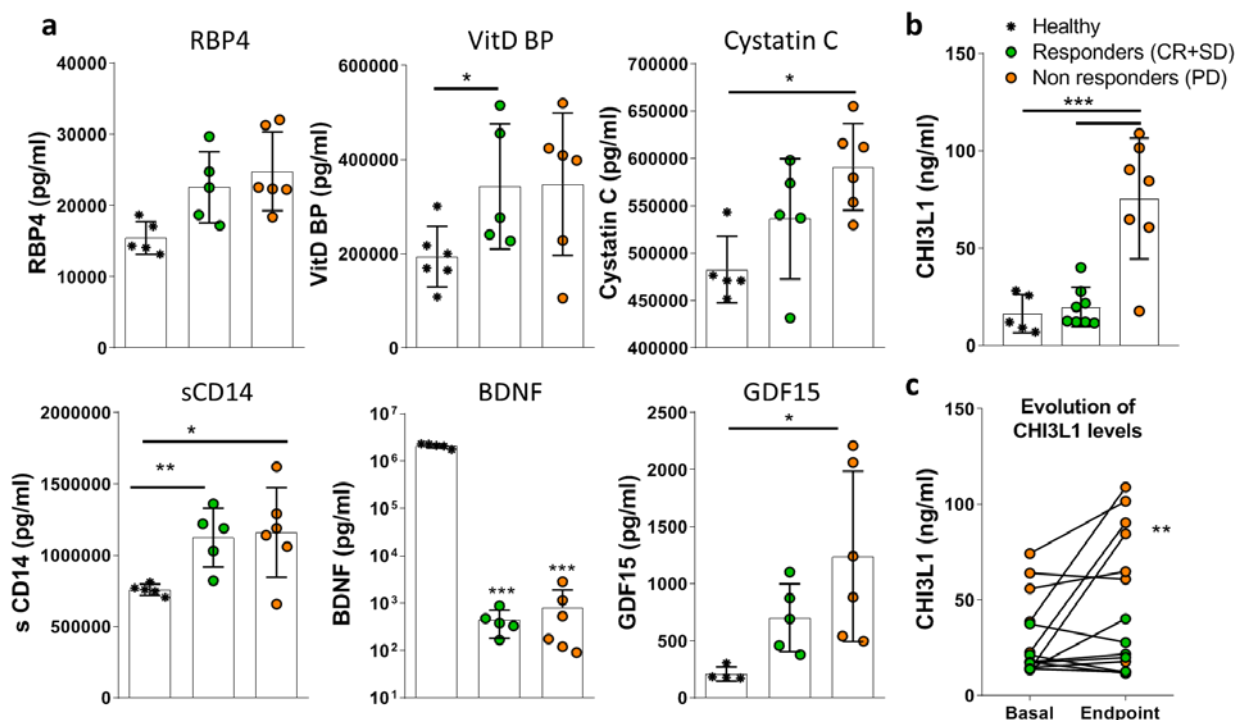 a
RBP4
RBP4 (pg/ml)
40000
30000
20000
10000
0
VitD BP
VitD BP (pg/ml)
600000
400000
200000
0
*
Cystatin C
Cystatin C (pg/ml)
700000
650000
600000
550000
500000
450000
400000
*
b
Healthy
Responders (CR+SD)
Non responders (PD)
CHI3L1 (ng/ml)
150
100
50
0
***
sCD14
s CD14 (pg/ml)
2000000
1500000
1000000
500000
0
*
**
BDNF
BDNF (pg/ml)
10⁷
10⁶
10⁵
10⁴
10³
10²
10¹
***
***
GDF15
GDF15 (pg/ml)
2500
2000
1500
1000
500
0
*
c
Evolution of
CHI3L1 levels
CHI3L1 (ng/ml)
150
100
50
0
**
Basal
Endpoint